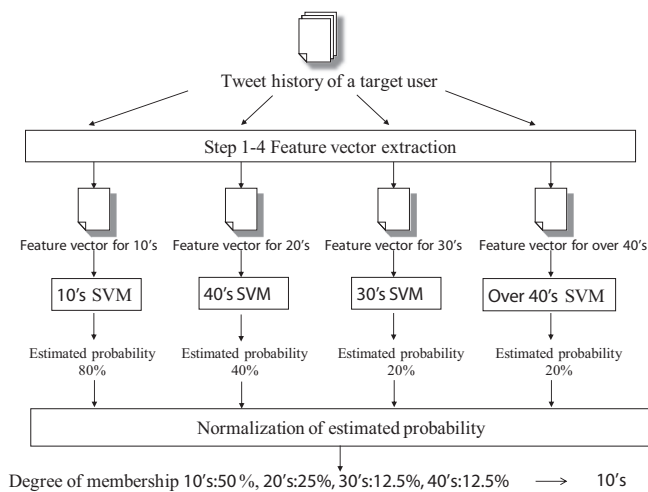 Tweet history of a target user
Step 1-4 Feature vector extraction
Feature vector for 10's
Feature vector for 20's
Feature vector for 30's
Feature vector for over 40's
10's SVM
40's SVM
30's SVM
Over 40's SVM
Estimated probability
80%
Estimated probability
40%
Estimated probability
20%
Estimated probability
20%
Normalization of estimated probability
Degree of membership 10's:50 %, 20's:25%, 30's:12.5%, 40's:12.5% → 10's